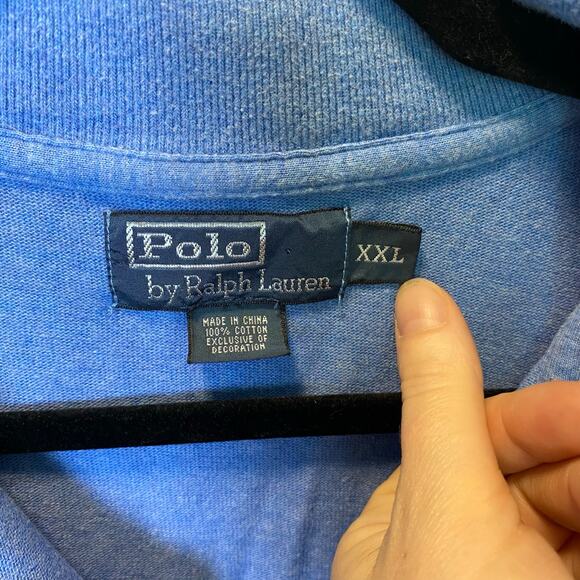 Polo
by Ralph Lauren
XXL
MADE IN CHINA
100% COTTON
EXCLUSIVE OF
DECORATION